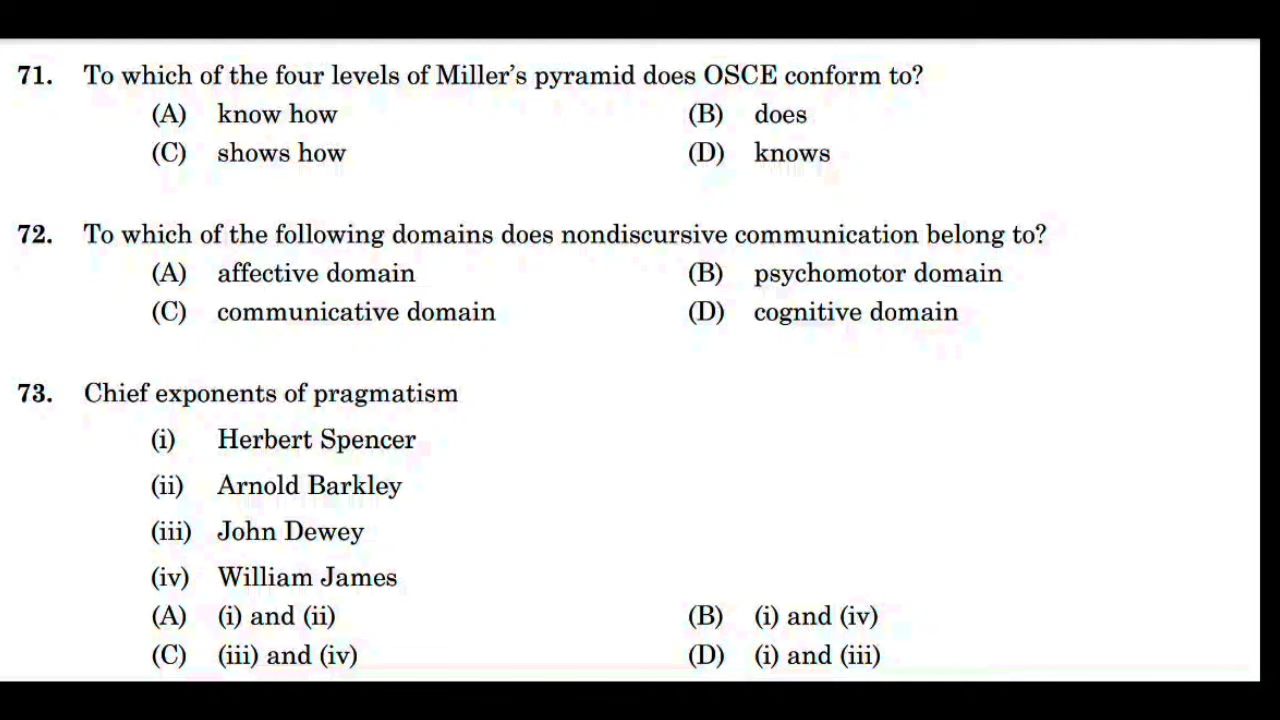 71. To which of the four levels of Miller's pyramid does OSCE conform to?
(A) know how (B) does
(C) shows how (D) knows
72. To which of the following domains does nondiscursive communication belong to?
(A) affective domain (B) psychomotor domain
(C) communicative domain (D) cognitive domain
73. Chief exponents of pragmatism
(i) Herbert Spencer
(ii) Arnold Barkley
(iii) John Dewey
(iv) William James
(A) (i) and (ii) (B) (i) and (iv)
(C) (iii) and (iv) (D) (i) and (iii)